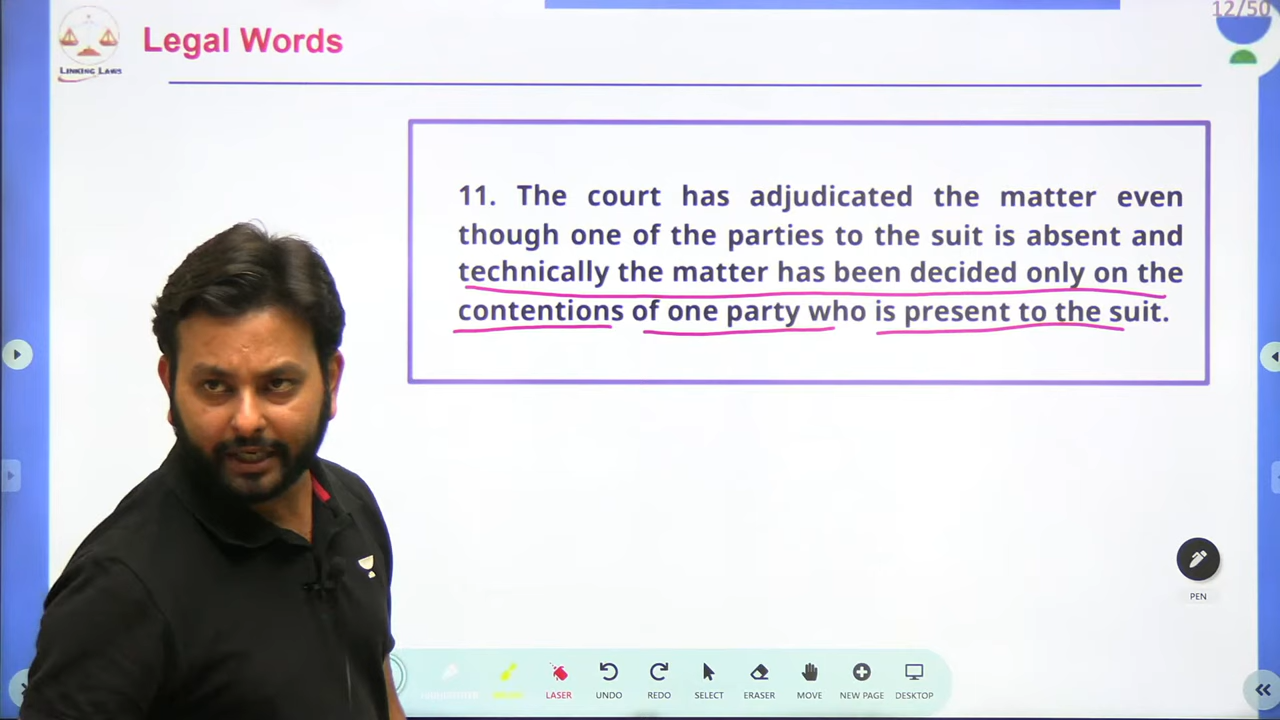 12/50
LINKING LAWS
Legal Words
11. The court has adjudicated the matter even
though one of the parties to the suit is absent and
technically the matter has been decided only on the
contentions of one party who is present to the suit.
PEN
LASER
UNDO
REDO
SELECT
ERASER
MOVE
NEW PAGE
DESKTOP